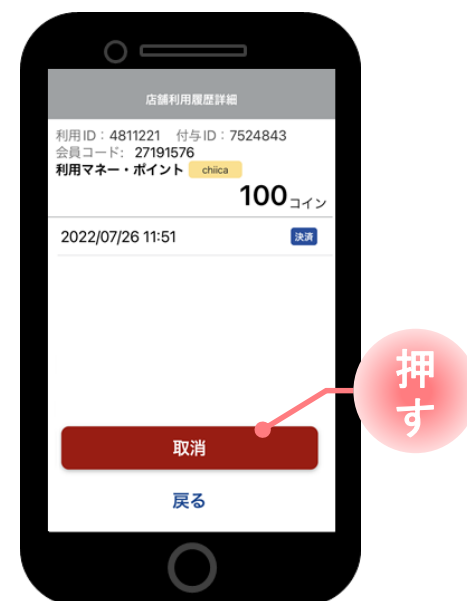 店舗利用履歴詳細
利用ID：4811221　付与ID：7524843
会員コード: 27191576
利用マネー・ポイント chiica
100コイン
2022/07/26 11:51 決済
押す
取消
戻る